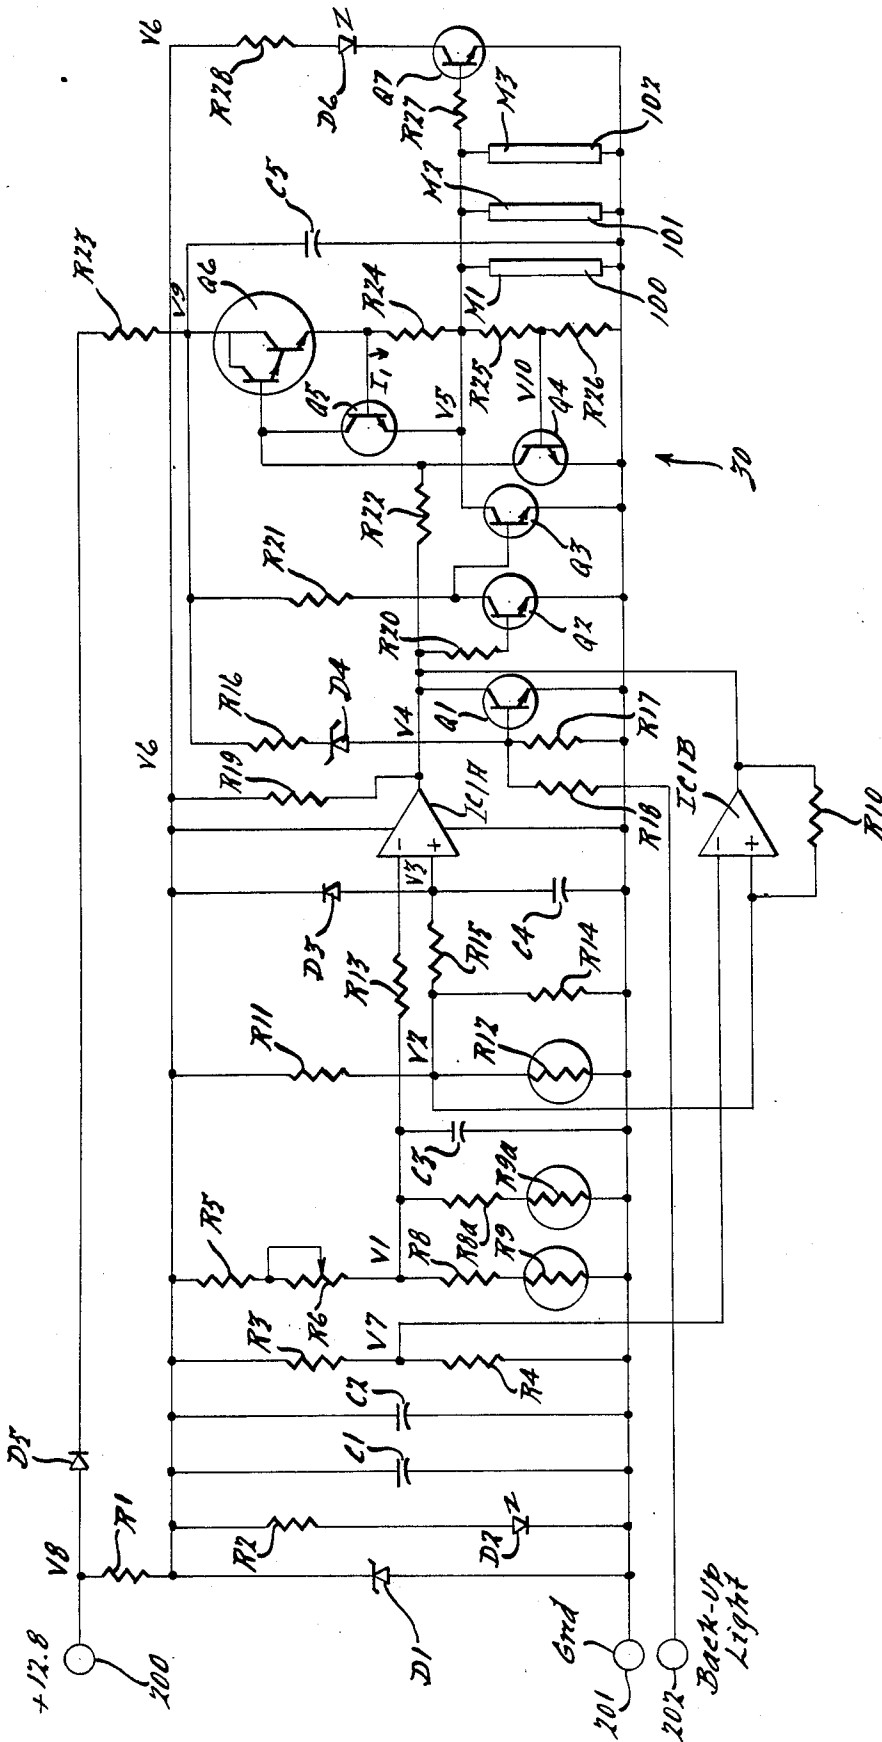 +12.8
200
V8
R1
D5
R23
V9
V6
V6
R28
D6
Q7
R27
M3
102
M2
101
M1
100
C5
Q6
R24
I1
Q5
V5
R25
V10
Q4
R26
30
R22
R21
Q3
R20
Q2
R16
D4
V4
Q1
R17
R19
IC1A
R18
IC1B
R10
V3
-
+
-
+
D3
C4
R13
R15
R14
R11
V2
R12
C3
R9a
R8a
R5
R6
V1
R8
R9
R3
V7
R4
C2
C1
R2
D2
D1
Gnd
201
202
Back-Up
Light